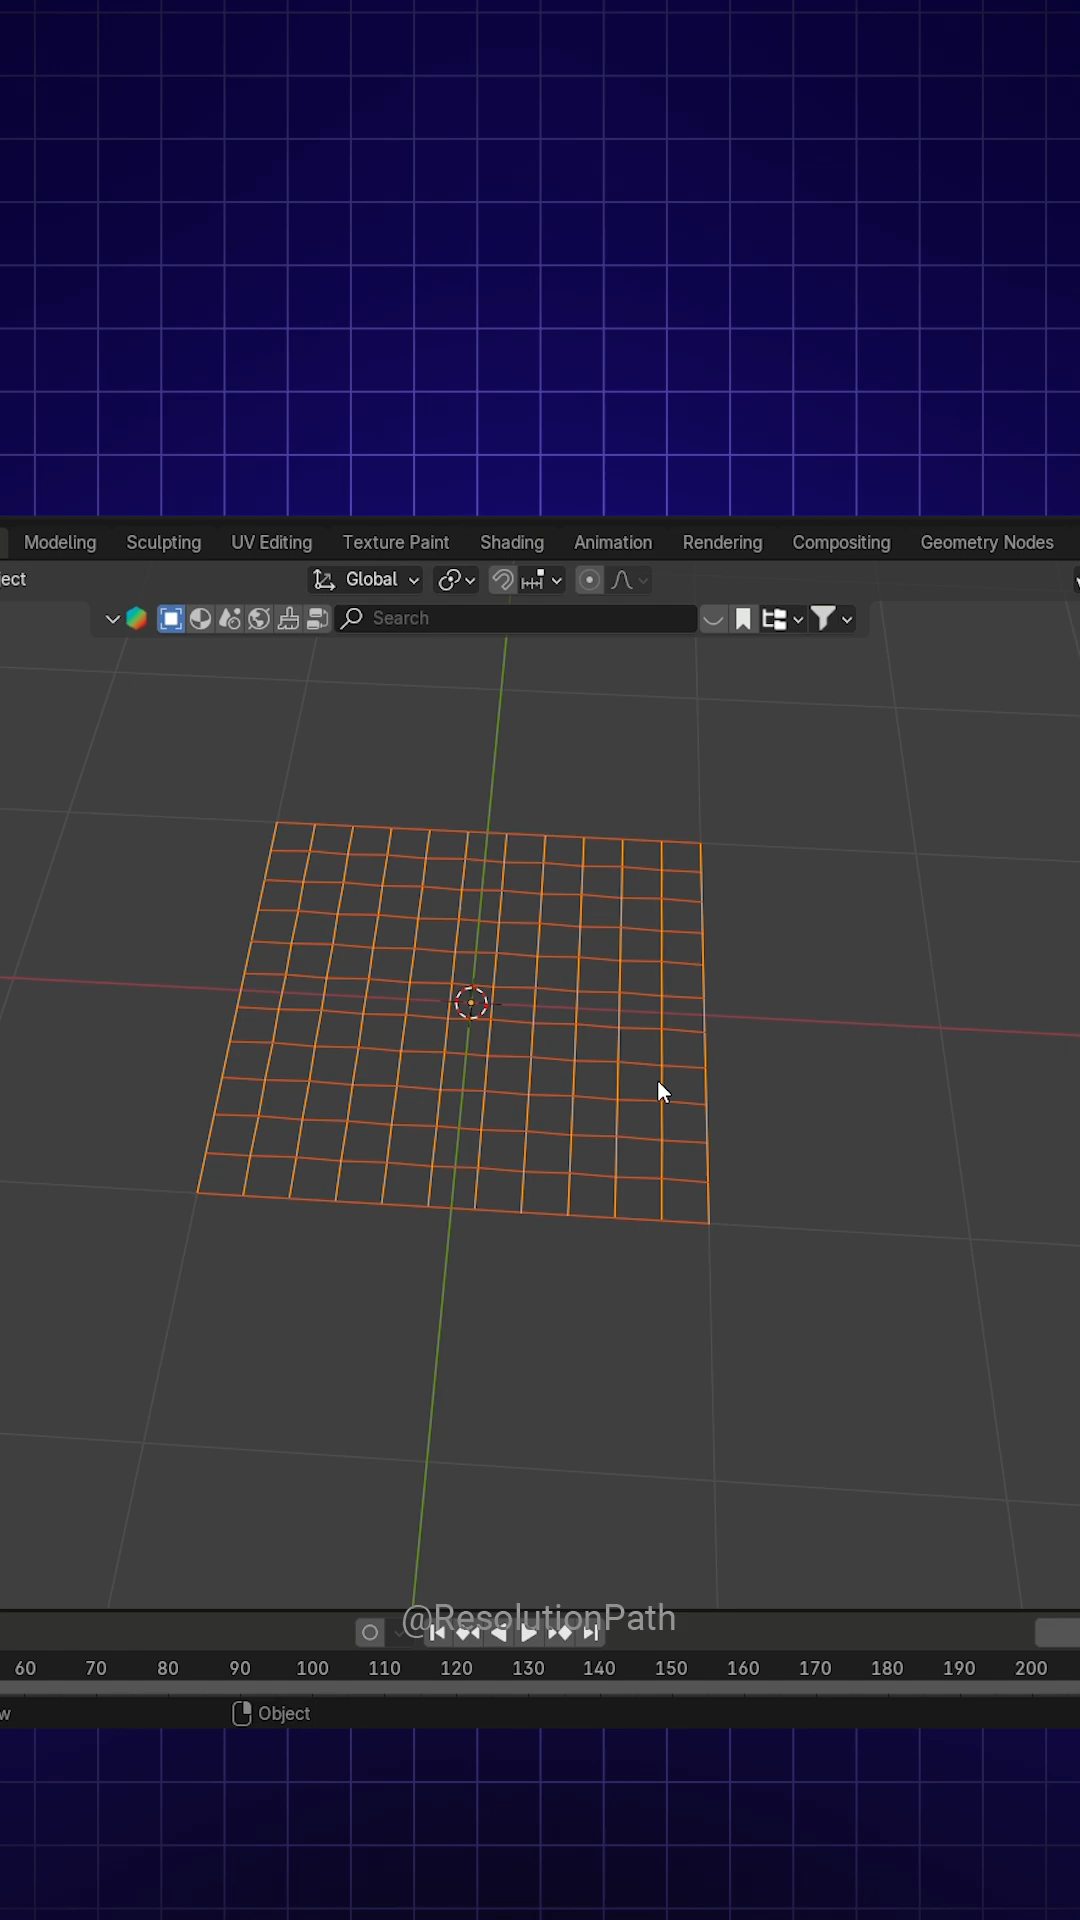 Modeling Sculpting UV Editing Texture Paint Shading Animation Rendering Compositing Geometry Nodes
ject Global
Search
@ResolutionPath
60 70 80 90 100 110 120 130 140 150 160 170 180 190 200
w Object